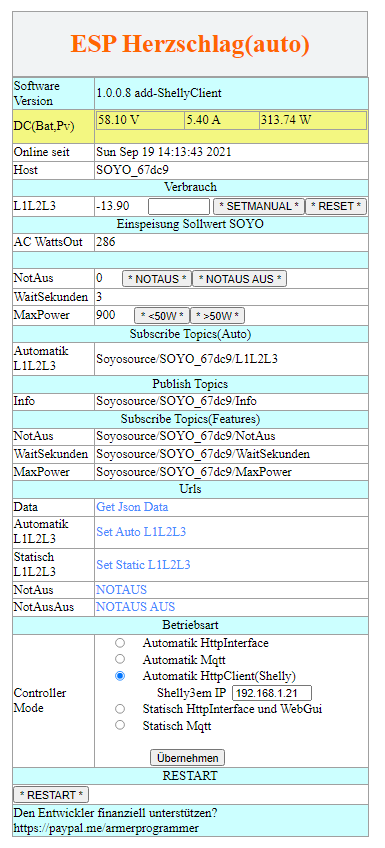 ESP Herzschlag(auto)
Software Version 1.0.0.8 add-ShellyClient
DC(Bat,Pv) 58.10 V 5.40 A 313.74 W
Online seit Sun Sep 19 14:13:43 2021
Host SOYO_67dc9
Verbrauch
L1L2L3 -13.90 * SETMANUAL * * RESET *
Einspeisung Sollwert SOYO
AC WattsOut 286
NotAus 0 * NOTAUS * * NOTAUS AUS *
WaitSekunden 3
MaxPower 900 * <50W * * >50W *
Subscribe Topics(Auto)
Automatik L1L2L3 Soyosource/SOYO_67dc9/L1L2L3
Publish Topics
Info Soyosource/SOYO_67dc9/Info
Subscribe Topics(Features)
NotAus Soyosource/SOYO_67dc9/NotAus
WaitSekunden Soyosource/SOYO_67dc9/WaitSekunden
MaxPower Soyosource/SOYO_67dc9/MaxPower
Urls
Data Get Json Data
Automatik L1L2L3 Set Auto L1L2L3
Statisch L1L2L3 Set Static L1L2L3
NotAus NOTAUS
NotAusAus NOTAUS AUS
Betriebsart
Controller Mode
Automatik HttpInterface
Automatik Mqtt
Automatik HttpClient(Shelly)
Shelly3em IP 192.168.1.21
Statisch HttpInterface und WebGui
Statisch Mqtt
Übernehmen
RESTART
* RESTART *
Den Entwickler finanziell unterstützen?
https://paypal.me/armerprogrammer